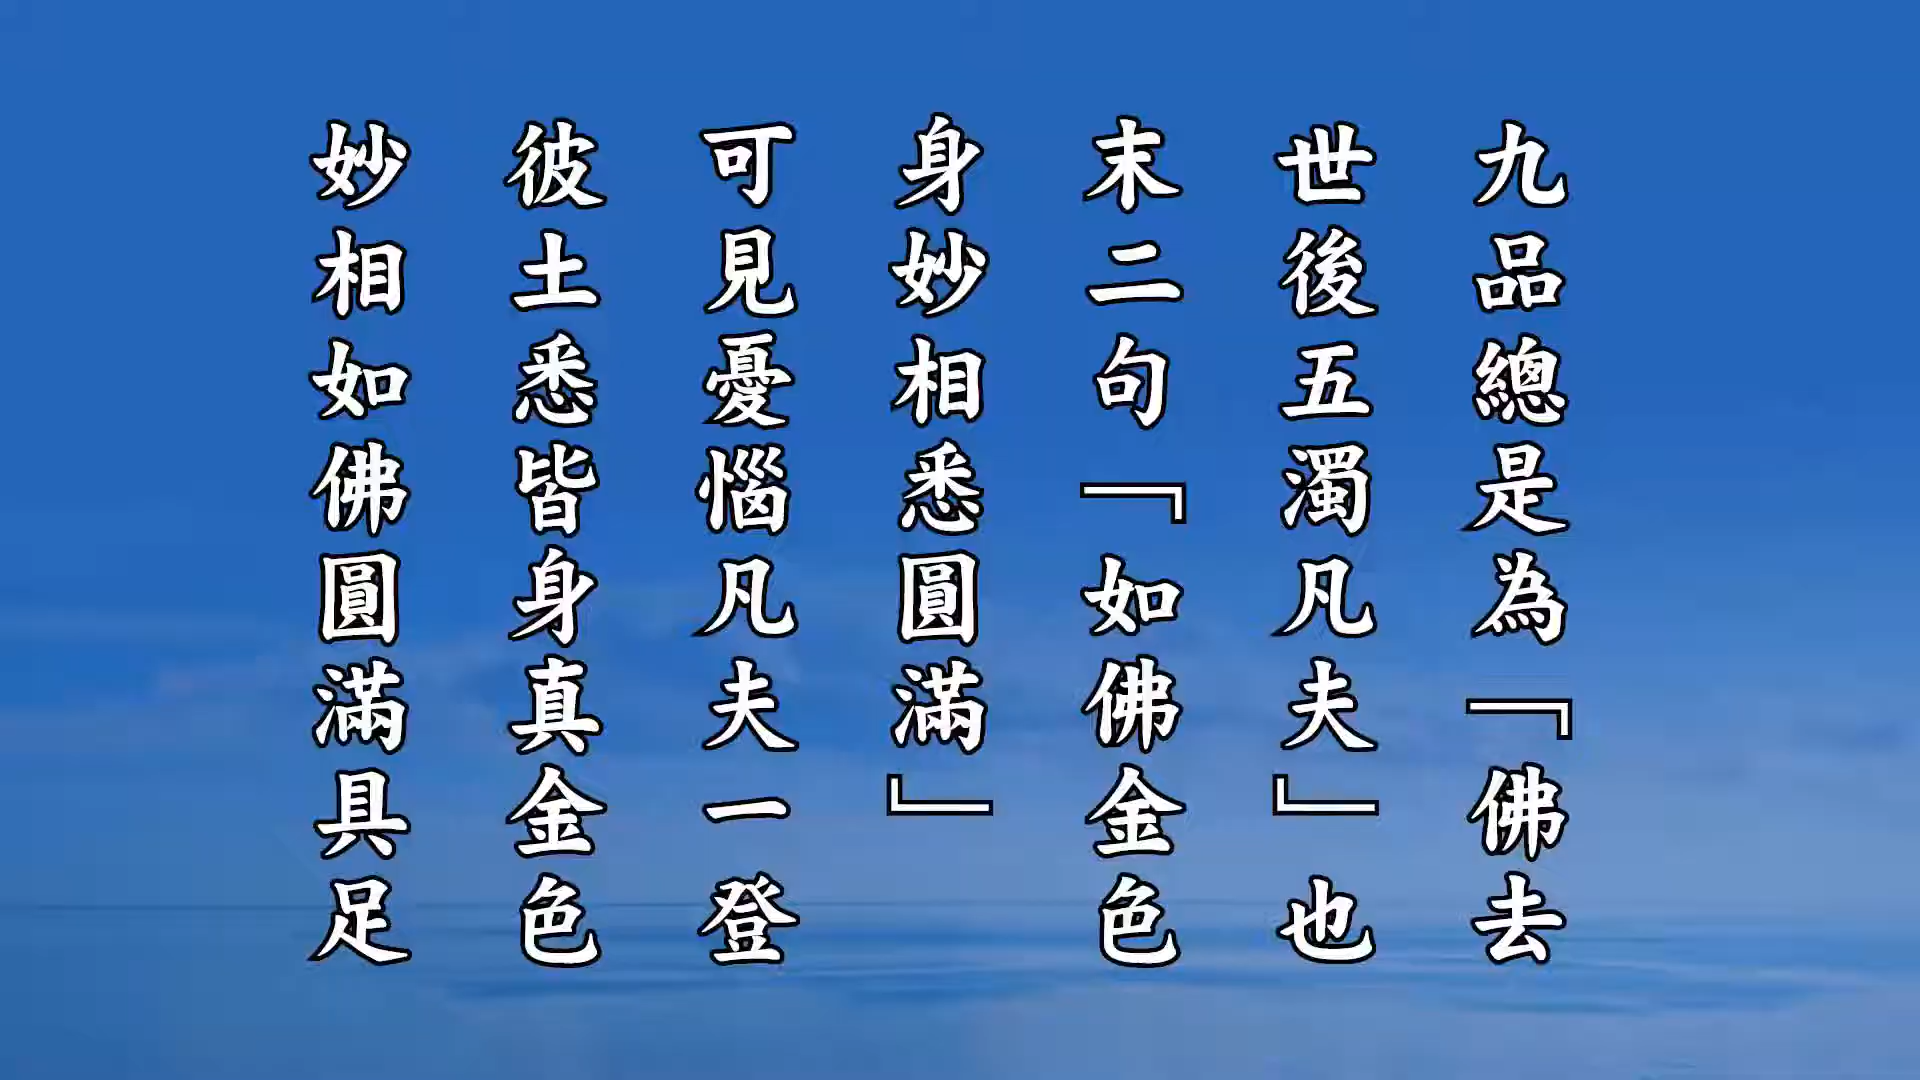 九品總是為「佛去
世後五濁凡夫」也
末二句「如佛金色
身妙相悉圓滿」
可見憂惱凡夫一登
彼土悉皆身真金色
妙相如佛圓滿具足